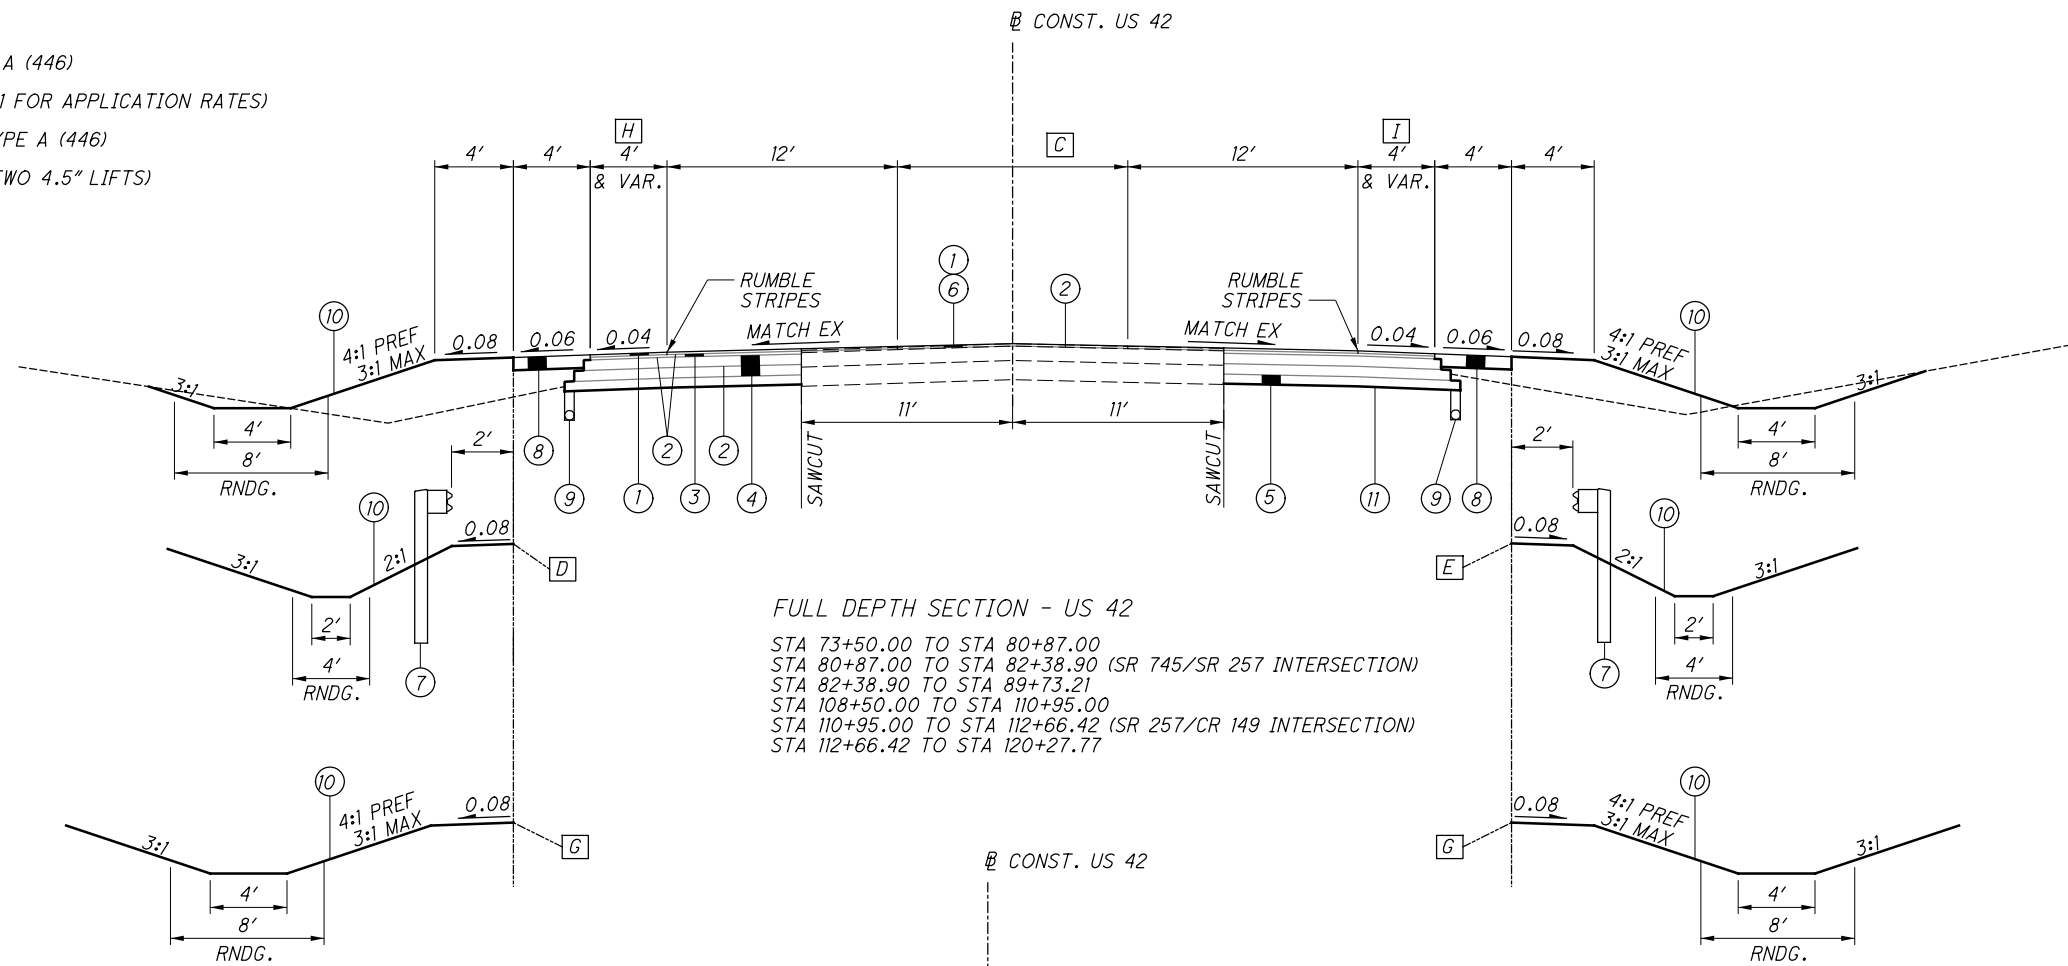 ℄ CONST. US 42
A (446)
1 FOR APPLICATION RATES)
YPE A (446)
TWO 4.5" LIFTS)
H
C
I
4' 4' 4' 12' 12' 4' 4' 4'
& VAR. & VAR.
1
6
2
RUMBLE
STRIPES
RUMBLE
STRIPES
MATCH EX
MATCH EX
10
4:1 PREF
3:1 MAX
0.08 0.06 0.04
0.04 0.06 0.08
10
4:1 PREF
3:1 MAX
3:1
3:1
11' 11'
SAWCUT
SAWCUT
4'
8'
RNDG.
4'
8'
RNDG.
2'
2'
8 9 1 2 3 2 4
5 11 9 8
10
0.08
3:1
2:1
D
2'
4'
RNDG.
7
10
0.08
2:1
3:1
E
2'
4'
RNDG.
7
FULL DEPTH SECTION - US 42
STA 73+50.00 TO STA 80+87.00
STA 80+87.00 TO STA 82+38.90 (SR 745/SR 257 INTERSECTION)
STA 82+38.90 TO STA 89+73.21
STA 108+50.00 TO STA 110+95.00
STA 110+95.00 TO STA 112+66.42 (SR 257/CR 149 INTERSECTION)
STA 112+66.42 TO STA 120+27.77
10
4:1 PREF
3:1 MAX
0.08
3:1
G
4'
8'
RNDG.
10
0.08
4:1 PREF
3:1 MAX
3:1
G
4'
8'
RNDG.
℄ CONST. US 42